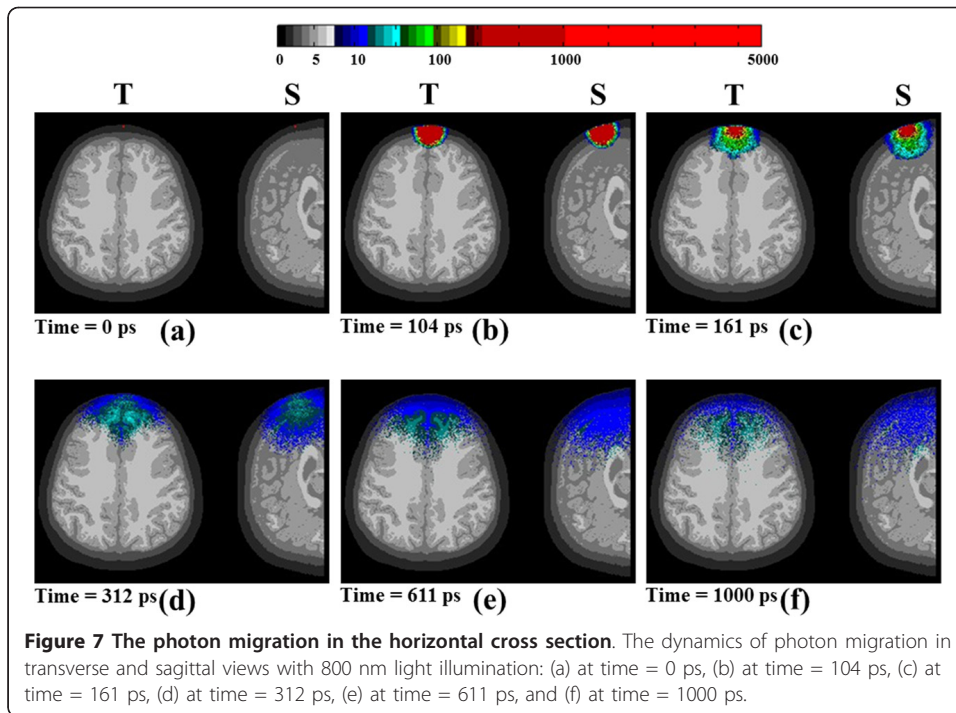 0 5 10 100 1000 5000
T S T S T S
Time = 0 ps (a) Time = 104 ps (b) Time = 161 ps (c)
Time = 312 ps (d) Time = 611 ps (e) Time = 1000 ps (f)
Figure 7 The photon migration in the horizontal cross section. The dynamics of photon migration in
transverse and sagittal views with 800 nm light illumination: (a) at time = 0 ps, (b) at time = 104 ps, (c) at
time = 161 ps, (d) at time = 312 ps, (e) at time = 611 ps, and (f) at time = 1000 ps.